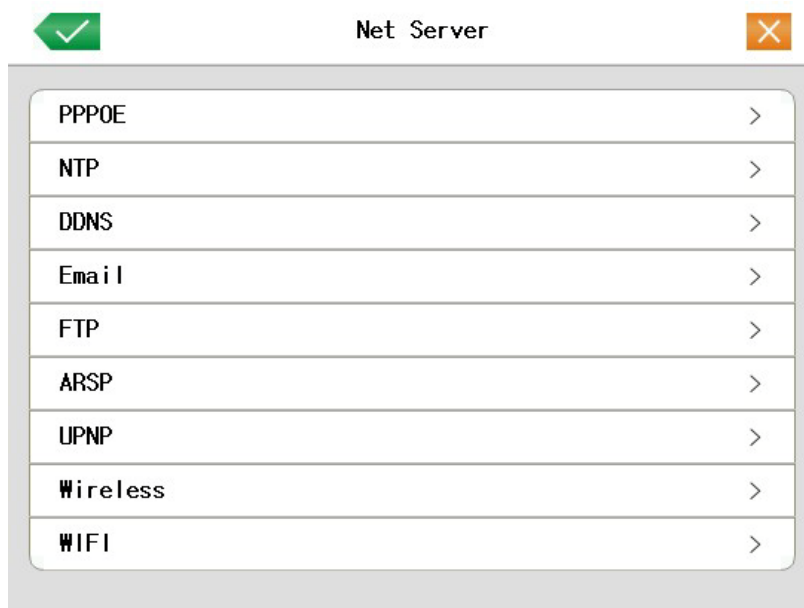 Net Server
PPPOE
NTP
DDNS
Email
FTP
ARSP
UPNP
Wireless
WIFI